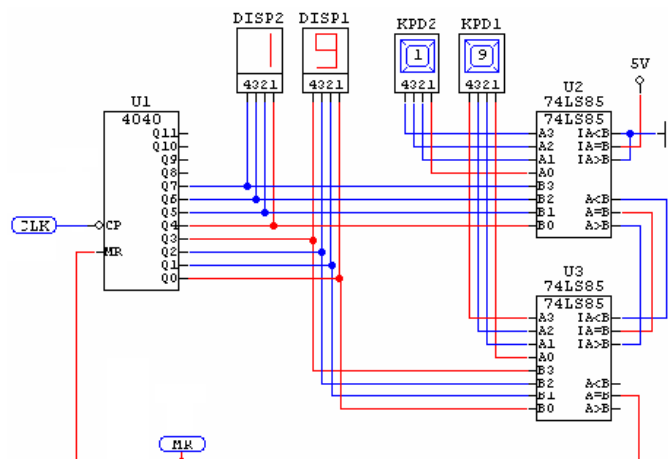 DISP2 DISP1
1 9
4321 4321
KPD2 KPD1
1 9
4321 4321
5V
U1
4040
Q11
Q10
Q9
Q8
Q7
Q6
Q5
CP Q4
Q3
MR Q2
Q1
Q0
CLK
U2
74LS85
74LS85
A3 IA<B
A2 IA=B
A1 IA>B
A0
B3
B2 A<B
B1 A=B
B0 A>B
U3
74LS85
74LS85
A3 IA<B
A2 IA=B
A1 IA>B
A0
B3
B2 A<B
B1 A=B
B0 A>B
MR